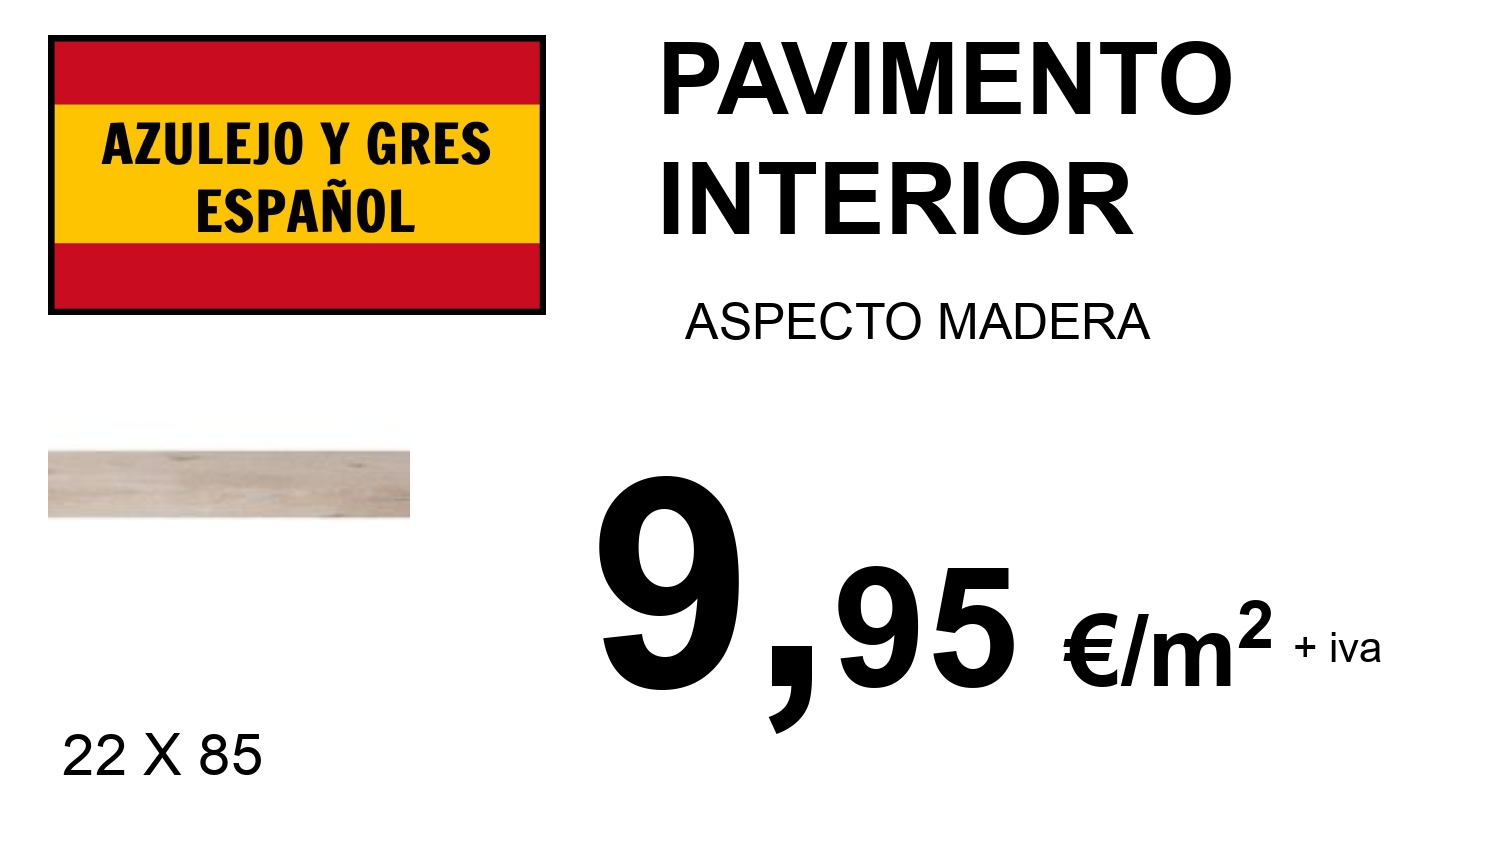 AZULEJO Y GRES
ESPAÑOL
PAVIMENTO
INTERIOR
ASPECTO MADERA
9,95 €/m² + iva
22 X 85